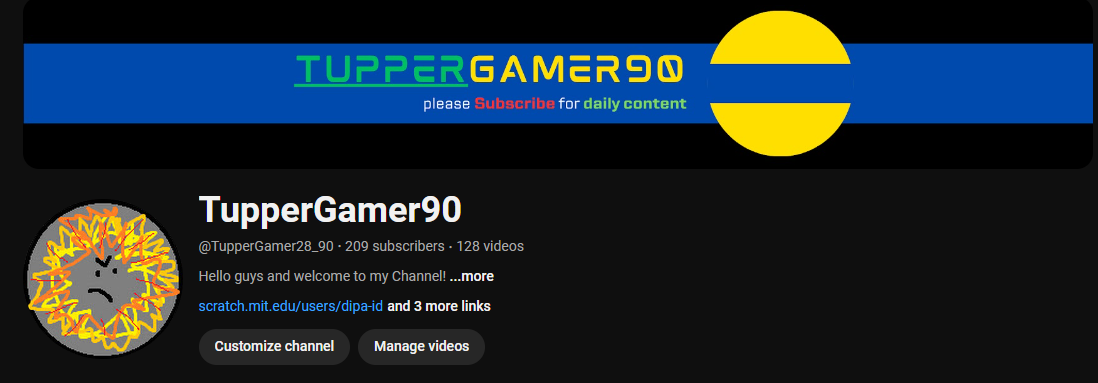 TUPPERGAMER90
please Subscribe for daily content
TupperGamer90
@TupperGamer28_90 · 209 subscribers · 128 videos
Hello guys and welcome to my Channel! ...more
scratch.mit.edu/users/dipa-id and 3 more links
Customize channel Manage videos